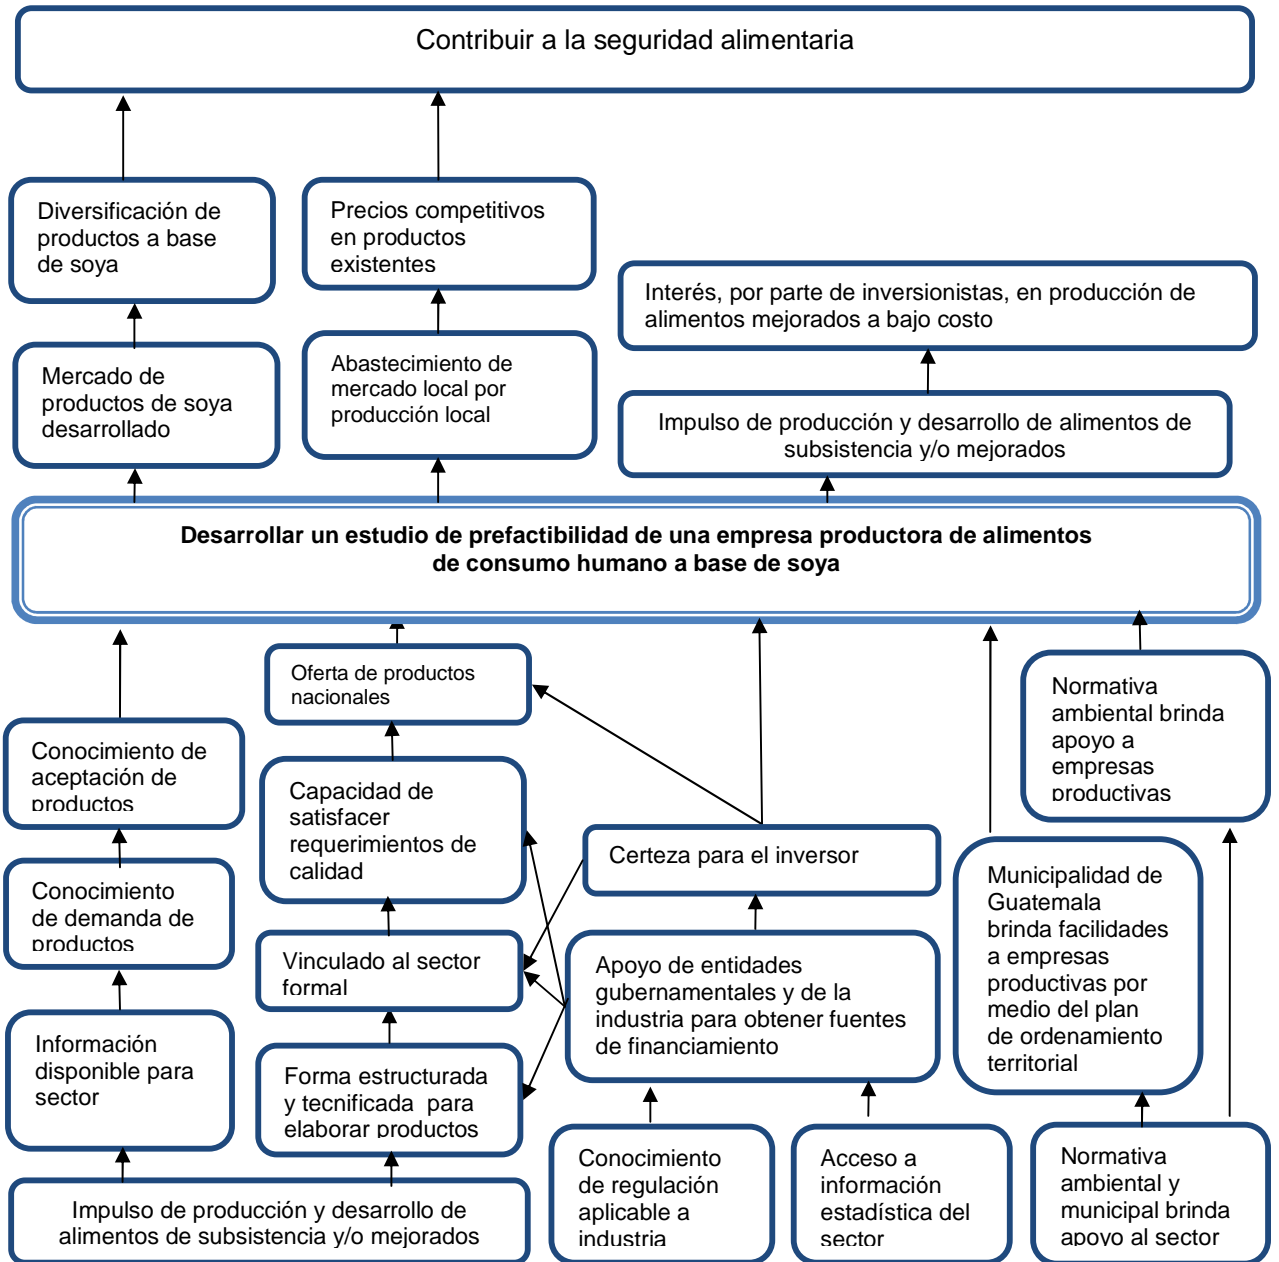 Contribuir a la seguridad alimentaria
Diversificación de
productos a base
de soya
Precios competitivos
en productos
existentes
Interés, por parte de inversionistas, en producción de
alimentos mejorados a bajo costo
Mercado de
productos de soya
desarrollado
Abastecimiento de
mercado local por
producción local
Impulso de producción y desarrollo de alimentos de
subsistencia y/o mejorados
Desarrollar un estudio de prefactibilidad de una empresa productora de alimentos
de consumo humano a base de soya
Oferta de productos
nacionales
Normativa
ambiental brinda
apoyo a
empresas
productivas
Conocimiento de
aceptación de
productos
Capacidad de
satisfacer
requerimientos de
calidad
Certeza para el inversor
Municipalidad de
Guatemala
brinda facilidades
a empresas
productivas por
medio del plan
de ordenamiento
territorial
Conocimiento
de demanda de
productos
Vinculado al sector
formal
Apoyo de entidades
gubernamentales y de la
industria para obtener fuentes
de financiamiento
Información
disponible para
sector
Forma estructurada
y tecnificada para
elaborar productos
Conocimiento
de regulación
aplicable a
industria
Acceso a
información
estadística del
sector
Normativa
ambiental y
municipal brinda
apoyo al sector
Impulso de producción y desarrollo de
alimentos de subsistencia y/o mejorados